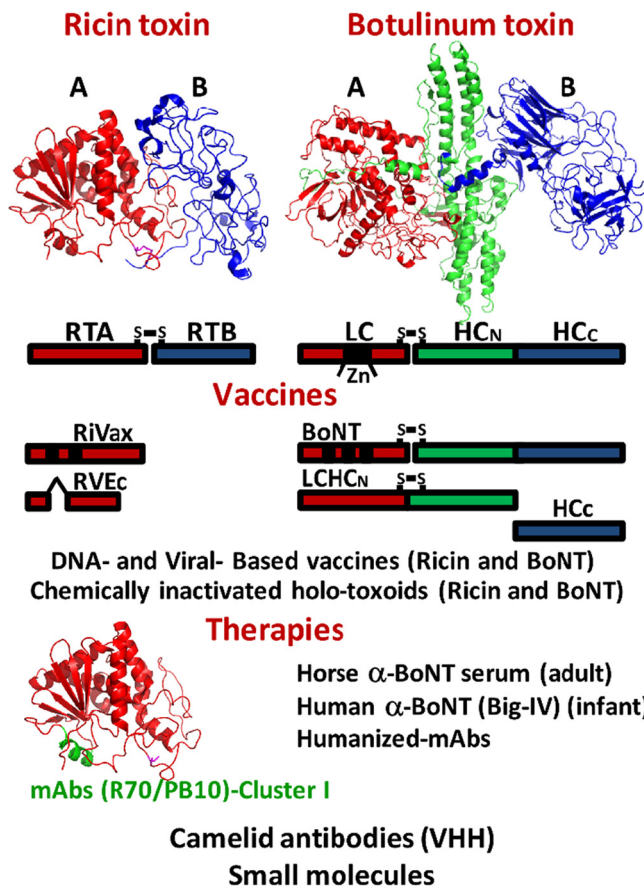 Ricin toxin
Botulinum toxin
A B
A B
RTA S=S RTB
LC S=S HCN HCC
Zn
Vaccines
RiVax
BoNT S=S
RVEc
LCHCN S=S
HCc
DNA- and Viral- Based vaccines (Ricin and BoNT)
Chemically inactivated holo-toxoids (Ricin and BoNT)
Therapies
Horse α-BoNT serum (adult)
Human α-BoNT (Big-IV) (infant)
Humanized-mAbs
mAbs (R70/PB10)-Cluster I
Camelid antibodies (VHH)
Small molecules